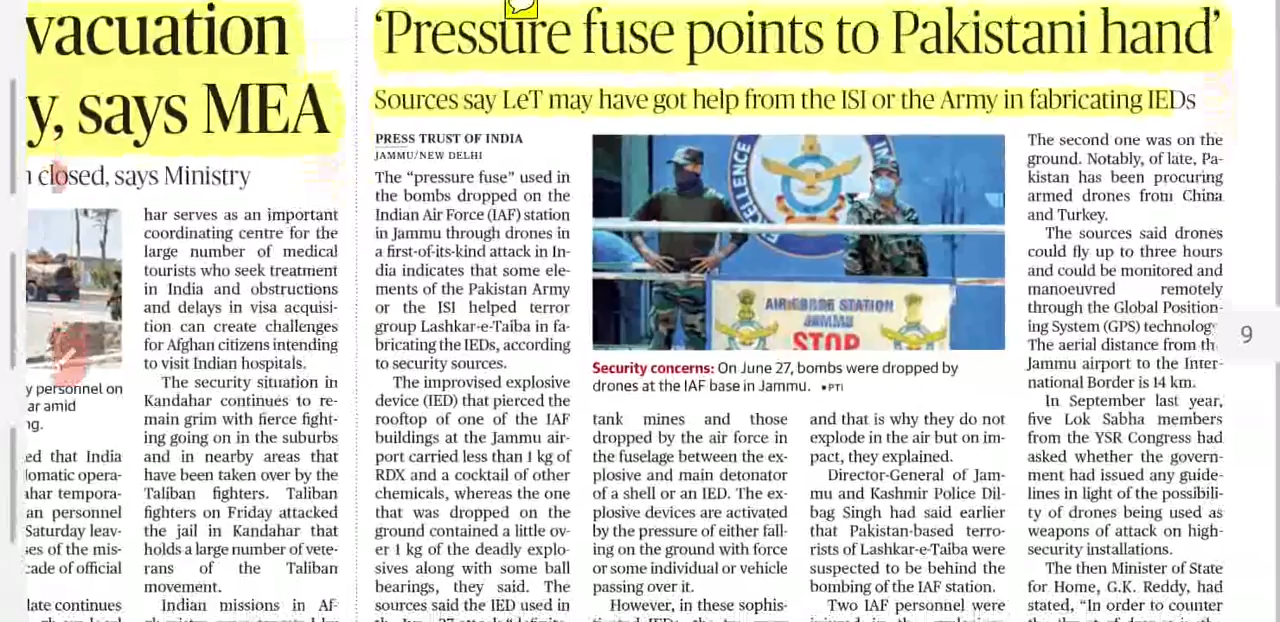 vacuation
y, says MEA
closed, says Ministry
y personnel on
ar amid
ng.
ed that India
lomatic opera-
ahar tempora-
an personnel
Saturday leav-
ses of the mis-
cade of official
late continues
har serves as an important
coordinating centre for the
large number of medical
tourists who seek treatment
in India and obstructions
and delays in visa acquisi-
tion can create challenges
for Afghan citizens intending
to visit Indian hospitals.
The security situation in
Kandahar continues to re-
main grim with fierce fight-
ing going on in the suburbs
and in nearby areas that
have been taken over by the
Taliban fighters. Taliban
fighters on Friday attacked
the jail in Kandahar that
holds a large number of vete-
rans of the Taliban
movement.
Indian missions in Af-
‘Pressure fuse points to Pakistani hand’
Sources say LeT may have got help from the ISI or the Army in fabricating IEDs
PRESS TRUST OF INDIA
JAMMU/NEW DELHI
The “pressure fuse” used in
the bombs dropped on the
Indian Air Force (IAF) station
in Jammu through drones in
a first-of-its-kind attack in In-
dia indicates that some ele-
ments of the Pakistan Army
or the ISI helped terror
group Lashkar-e-Taiba in fa-
bricating the IEDs, according
to security sources.
The improvised explosive
device (IED) that pierced the
rooftop of one of the IAF
buildings at the Jammu air-
port carried less than 1 kg of
RDX and a cocktail of other
chemicals, whereas the one
that was dropped on the
ground contained a little ov-
er 1 kg of the deadly explo-
sives along with some ball
bearings, they said. The
sources said the IED used in
AIR FORCE STATION
JAMMU
STOP
Security concerns: On June 27, bombs were dropped by
drones at the IAF base in Jammu. •PTI
tank mines and those
dropped by the air force in
the fuselage between the ex-
plosive and main detonator
of a shell or an IED. The ex-
plosive devices are activated
by the pressure of either fall-
ing on the ground with force
or some individual or vehicle
passing over it.
However, in these sophis-
and that is why they do not
explode in the air but on im-
pact, they explained.
Director-General of Jam-
mu and Kashmir Police Dil-
bag Singh had said earlier
that Pakistan-based terro-
rists of Lashkar-e-Taiba were
suspected to be behind the
bombing of the IAF station.
Two IAF personnel were
The second one was on the
ground. Notably, of late, Pa-
kistan has been procuring
armed drones from China
and Turkey.
The sources said drones
could fly up to three hours
and could be monitored and
manoeuvred remotely
through the Global Position-
ing System (GPS) technology
The aerial distance from th
Jammu airport to the Inter-
national Border is 14 km.
In September last year,
five Lok Sabha members
from the YSR Congress had
asked whether the govern-
ment had issued any guide-
lines in light of the possibili-
ty of drones being used as
weapons of attack on high-
security installations.
The then Minister of State
for Home, G.K. Reddy, had
stated, “In order to counter
9